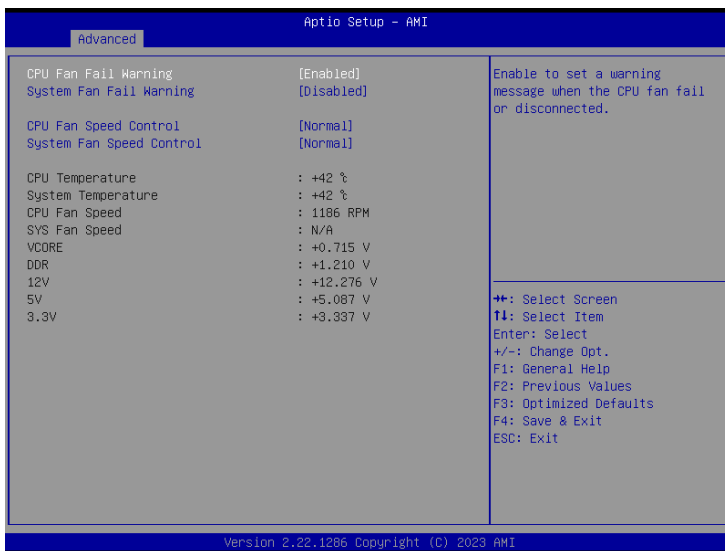 Aptio Setup – AMI
Advanced
CPU Fan Fail Warning [Enabled]
System Fan Fail Warning [Disabled]
CPU Fan Speed Control [Normal]
System Fan Speed Control [Normal]
CPU Temperature : +42 ℃
System Temperature : +42 ℃
CPU Fan Speed : 1186 RPM
SYS Fan Speed : N/A
VCORE : +0.715 V
DDR : +1.210 V
12V : +12.276 V
5V : +5.087 V
3.3V : +3.337 V
Enable to set a warning
message when the CPU fan fail
or disconnected.
→←: Select Screen
↑↓: Select Item
Enter: Select
+/-: Change Opt.
F1: General Help
F2: Previous Values
F3: Optimized Defaults
F4: Save & Exit
ESC: Exit
Version 2.22.1286 Copyright (C) 2023 AMI